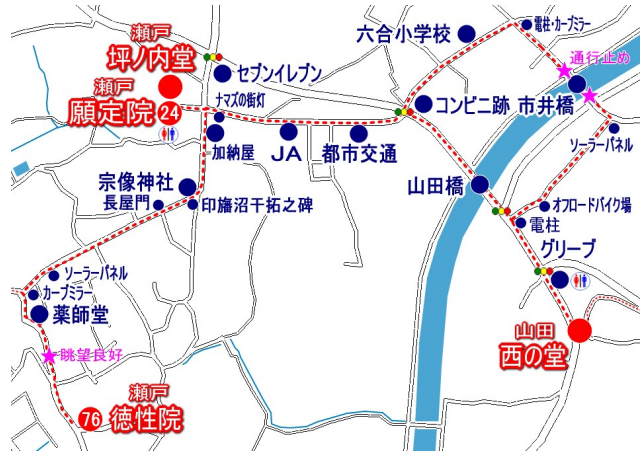 電柱・カーブミラー
六合小学校
通行止め
瀬戸
坪ノ内堂
セブンイレブン
瀬戸
願定院 24
ナマズの街灯
コンビニ跡
市井橋
加納屋
JA
都市交通
ソーラーパネル
宗像神社
長屋門
印旛沼干拓之碑
山田橋
オフロードバイク場
電柱
グリーブ
ソーラーパネル
カーブミラー
薬師堂
眺望良好
山田
西の堂
瀬戸
76 徳性院